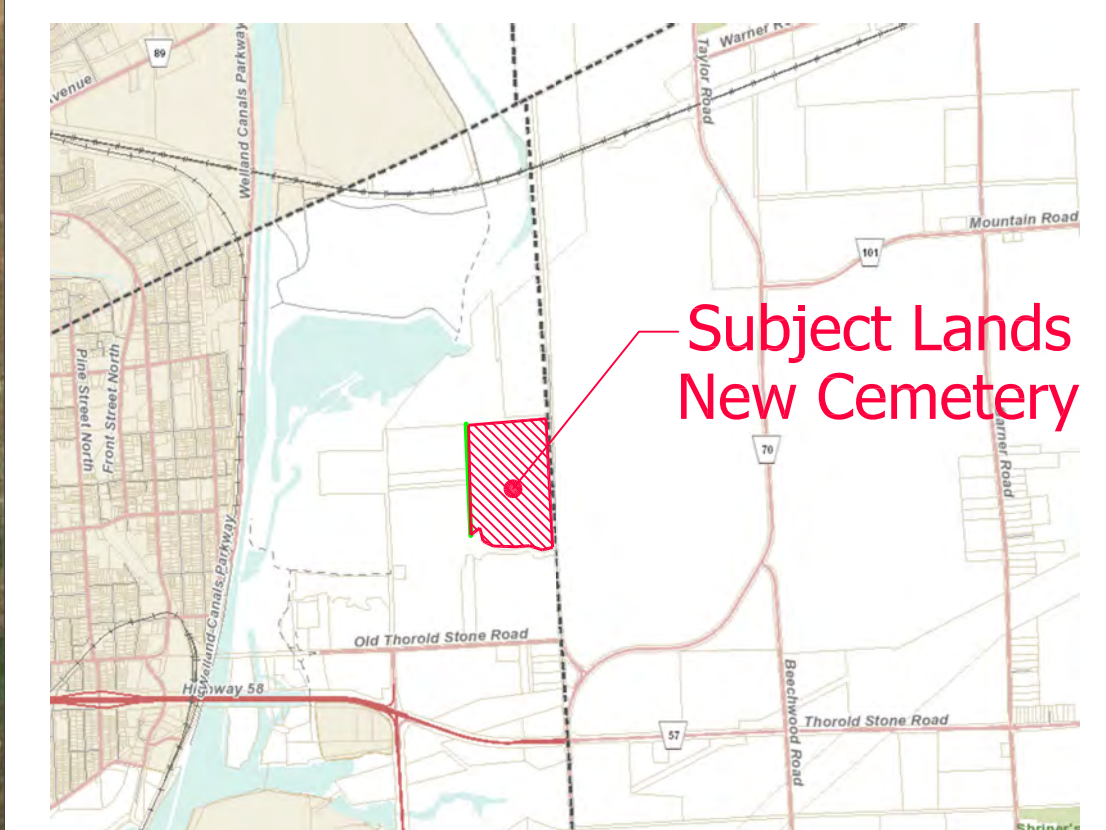 89
venue
Welland Canals Parkway
Taylor Road
Warner R
Mountain Road
101
Subject Lands
New Cemetery
Pine Street North
Front Street North
70
arner Road
Welland Canals Parkway
Old Thorold Stone Road
Highway 58
Beechwood Road
57
Thorold Stone Road
Shriner's